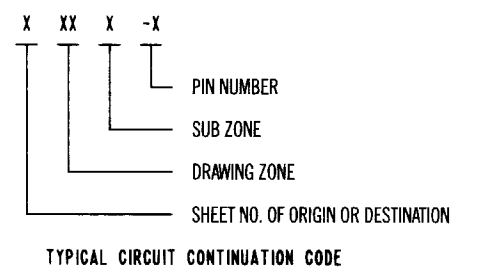 X XX X -X
PIN NUMBER
SUB ZONE
DRAWING ZONE
SHEET NO. OF ORIGIN OR DESTINATION
TYPICAL CIRCUIT CONTINUATION CODE